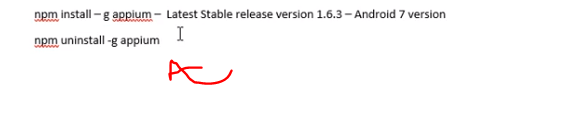 npm install – g appium – Latest Stable release version 1.6.3 – Android 7 version
npm uninstall -g appium